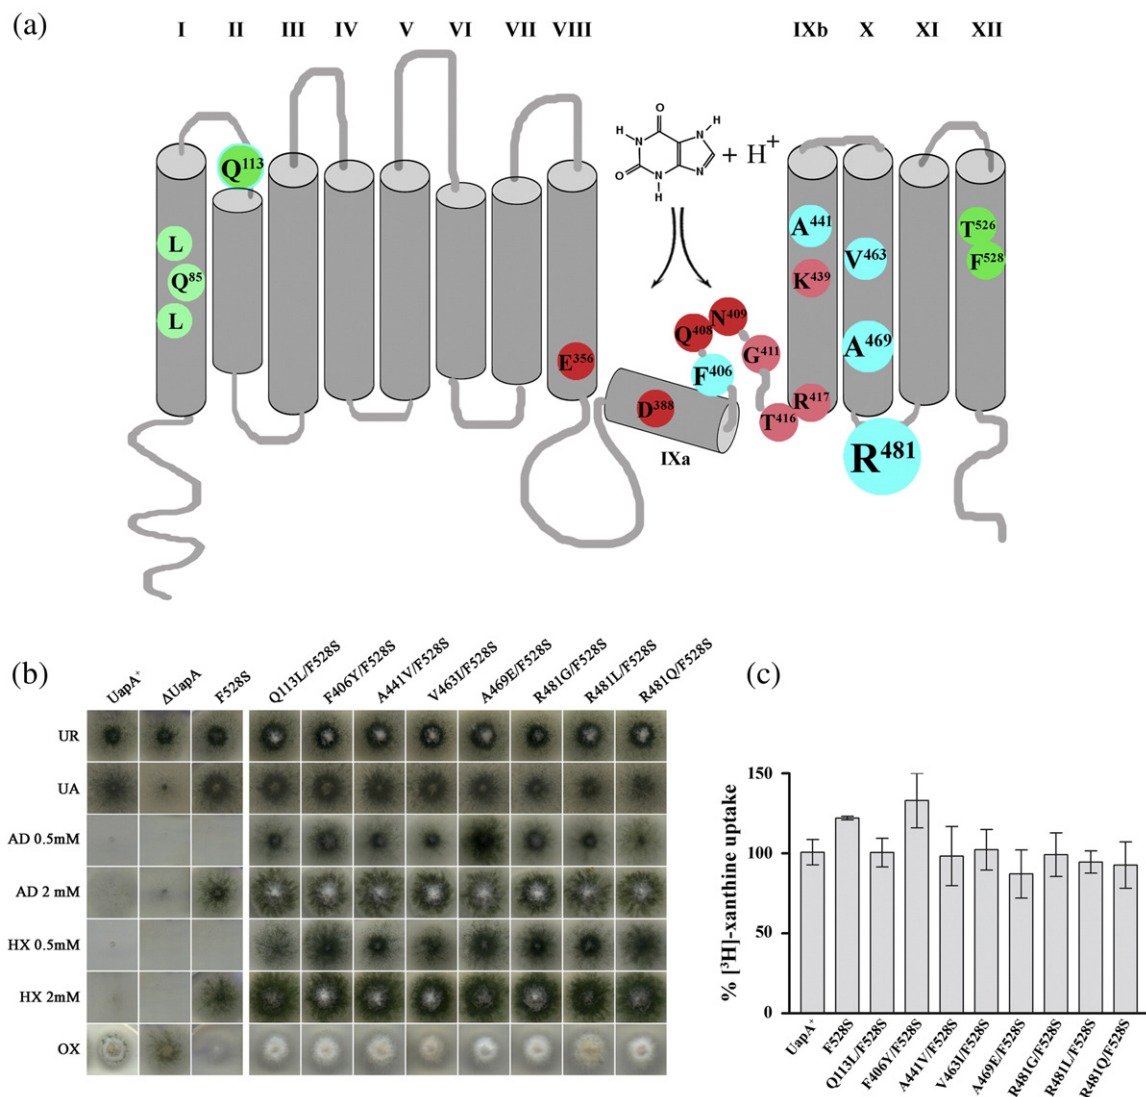 (a)
I II III IV V VI VII VIII IXb X XI XII
O H N H N O N N H + H⁺
Q¹¹³
L
Q⁸⁵
L
E³⁵⁶
D³⁸⁸
IXa
Q⁴⁰⁸
N⁴⁰⁹
F⁴⁰⁶
G⁴¹¹
T⁴¹⁶
R⁴¹⁷
A⁴⁴¹
K⁴³⁹
V⁴⁶³
A⁴⁶⁹
R⁴⁸¹
T⁵²⁶
F⁵²⁸
(b)
UapA⁺ ΔUapA F528S Q113L/F528S F406Y/F528S A441V/F528S V463I/F528S A469E/F528S R481G/F528S R481L/F528S R481Q/F528S
UR
UA
AD 0.5mM
AD 2 mM
HX 0.5mM
HX 2mM
OX
(c)
% [³H]-xanthine uptake
150
100
50
0
UapA⁺ F528S Q113L/F528S F406Y/F528S A441V/F528S V463I/F528S A469E/F528S R481G/F528S R481L/F528S R481Q/F528S